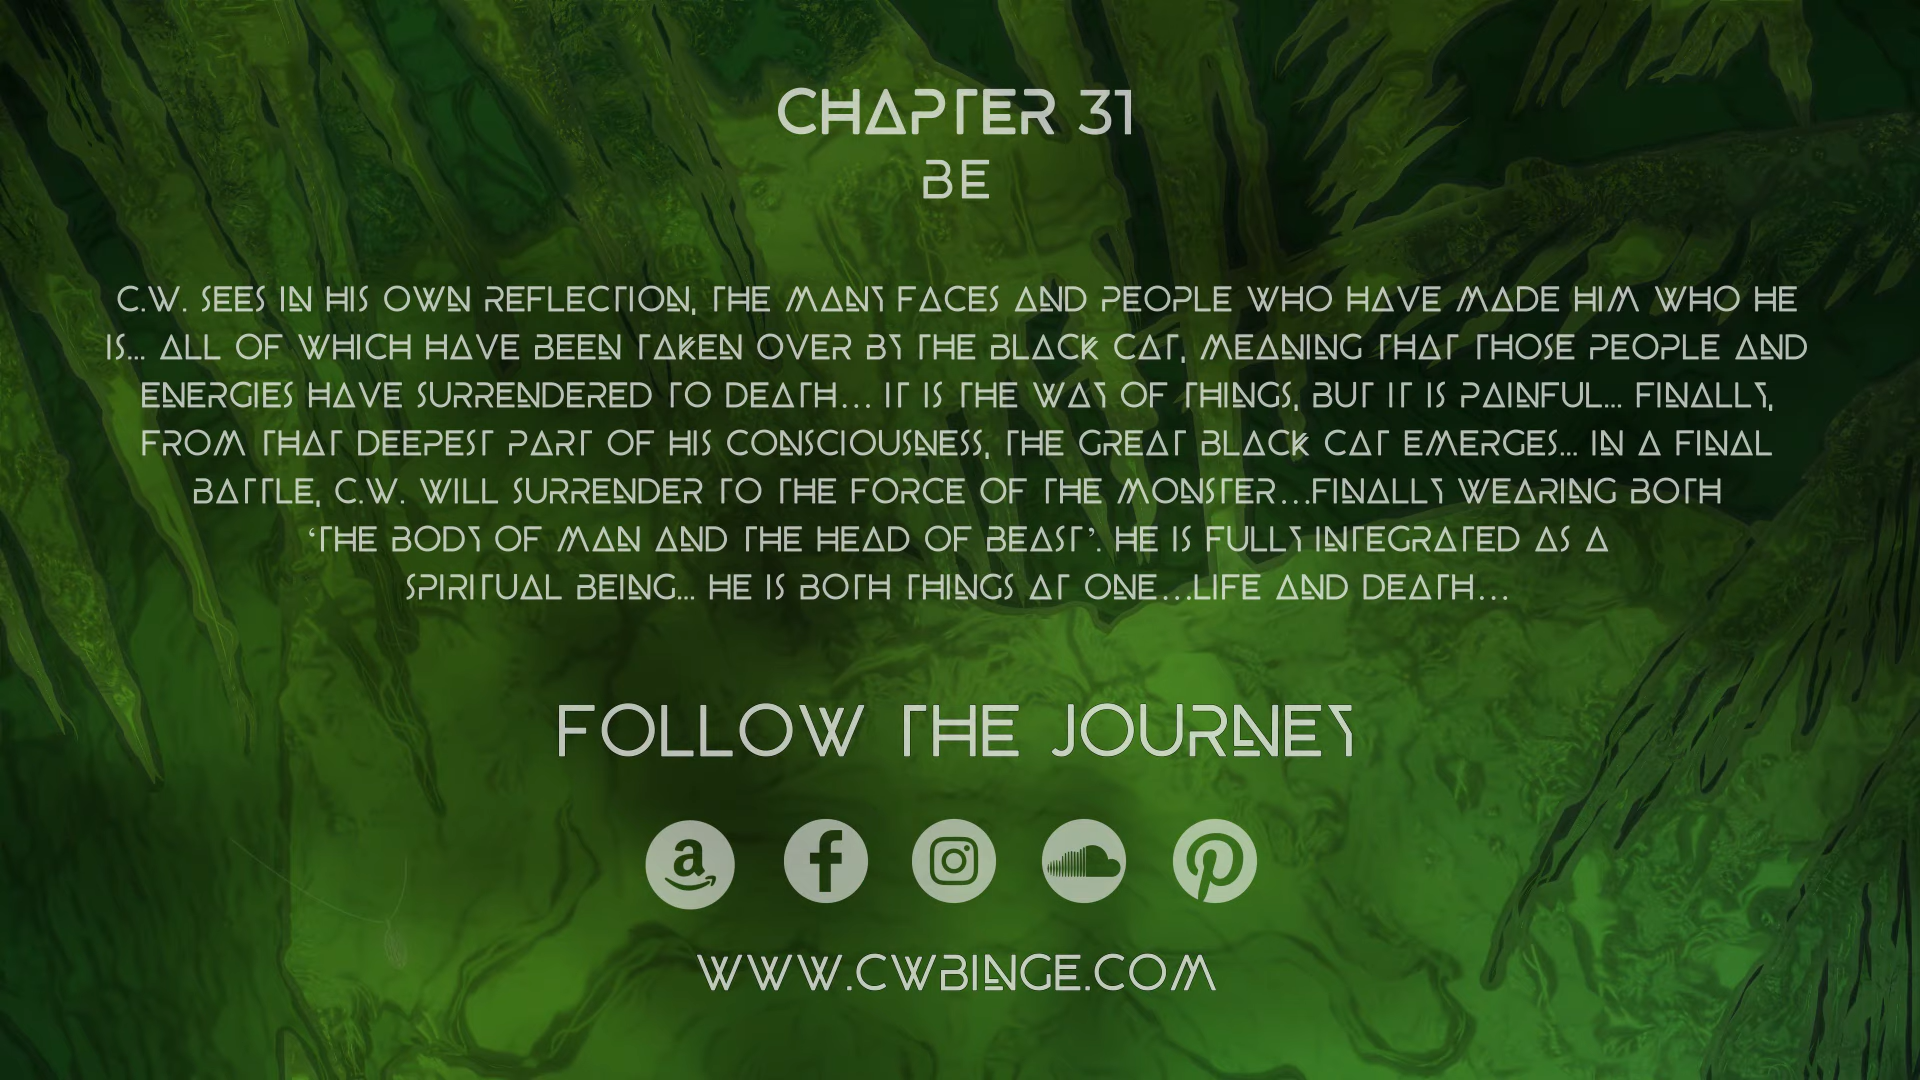 CHAPTER 31
BE
C.W. SEES IN HIS OWN REFLECTION, THE MANY FACES AND PEOPLE WHO HAVE MADE HIM WHO HE
IS... ALL OF WHICH HAVE BEEN TAKEN OVER BY THE BLACK CAT, MEANING THAT THOSE PEOPLE AND
ENERGIES HAVE SURRENDERED TO DEATH... IT IS THE WAY OF THINGS, BUT IT IS PAINFUL... FINALLY,
FROM THAT DEEPEST PART OF HIS CONSCIOUSNESS, THE GREAT BLACK CAT EMERGES... IN A FINAL
BATTLE, C.W. WILL SURRENDER TO THE FORCE OF THE MONSTER...FINALLY WEARING BOTH
‘THE BODY OF MAN AND THE HEAD OF BEAST’. HE IS FULLY INTEGRATED AS A
SPIRITUAL BEING... HE IS BOTH THINGS AT ONE...LIFE AND DEATH...
FOLLOW THE JOURNEY
WWW.CWBINGE.COM